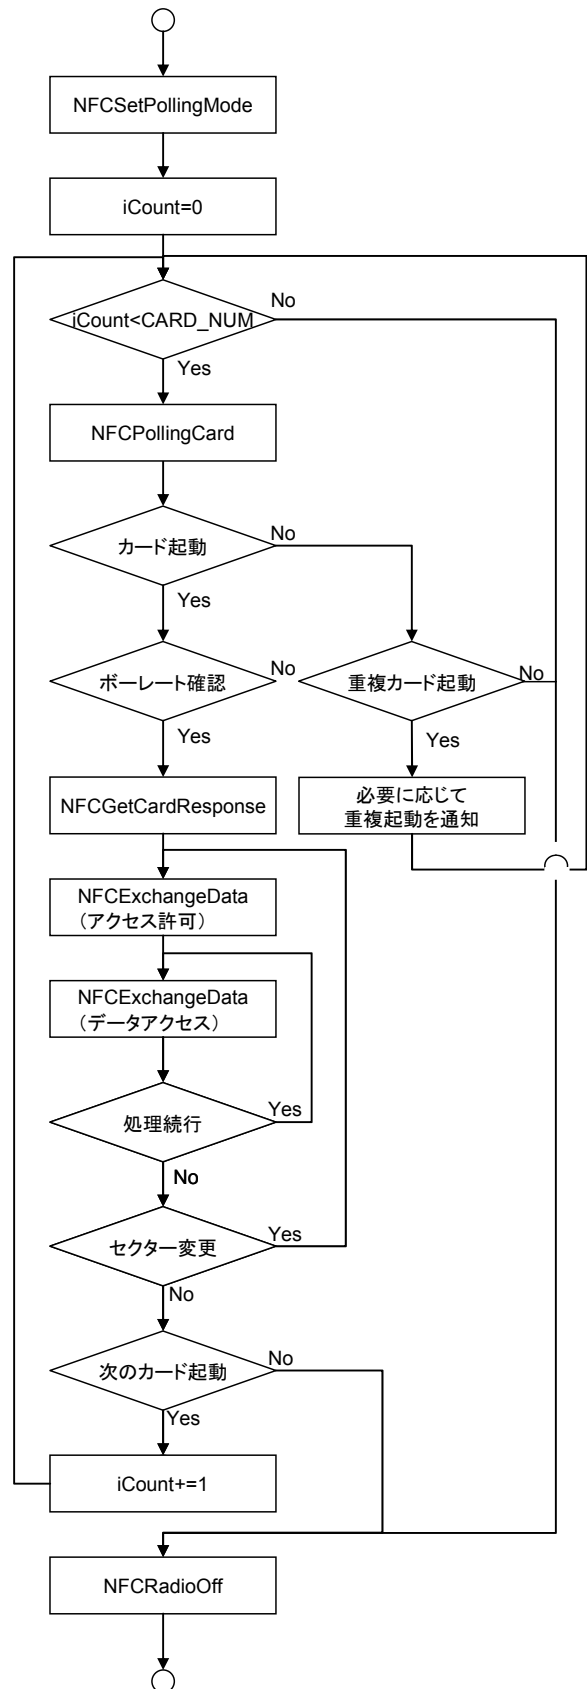 NFCSetPollingMode
iCount=0
iCount<CARD_NUM
No
Yes
NFCPollingCard
カード起動
No
Yes
ボーレート確認
No
重複カード起動
No
Yes
Yes
NFCGetCardResponse
必要に応じて
重複起動を通知
NFCExchangeData
（アクセス許可）
NFCExchangeData
（データアクセス）
処理続行
Yes
No
セクター変更
Yes
No
次のカード起動
No
Yes
iCount+=1
NFCRadioOff